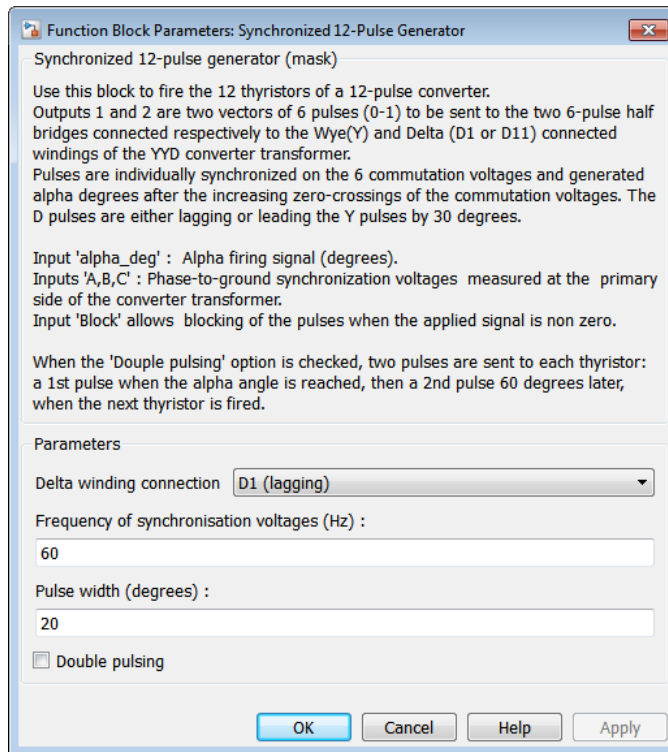 Function Block Parameters: Synchronized 12-Pulse Generator
Synchronized 12-pulse generator (mask)
Use this block to fire the 12 thyristors of a 12-pulse converter.
Outputs 1 and 2 are two vectors of 6 pulses (0-1) to be sent to the two 6-pulse half
bridges connected respectively to the Wye(Y) and Delta (D1 or D11) connected
windings of the YYD converter transformer.
Pulses are individually synchronized on the 6 commutation voltages and generated
alpha degrees after the increasing zero-crossings of the commutation voltages. The
D pulses are either lagging or leading the Y pulses by 30 degrees.
Input 'alpha_deg' : Alpha firing signal (degrees).
Inputs 'A,B,C' : Phase-to-ground synchronization voltages measured at the primary
side of the converter transformer.
Input 'Block' allows blocking of the pulses when the applied signal is non zero.
When the 'Douple pulsing' option is checked, two pulses are sent to each thyristor:
a 1st pulse when the alpha angle is reached, then a 2nd pulse 60 degrees later,
when the next thyristor is fired.
Parameters
Delta winding connection D1 (lagging)
Frequency of synchronisation voltages (Hz) :
60
Pulse width (degrees) :
20
Double pulsing
OK Cancel Help Apply